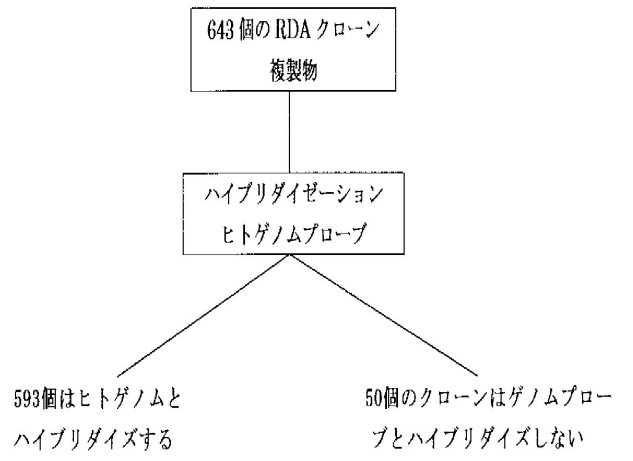 643個のRDAクローン
複製物
ハイブリダイゼーション
ヒトゲノムプローブ
593個はヒトゲノムと
ハイブリダイズする
50個のクローンはゲノムプロー
ブとハイブリダイズしない